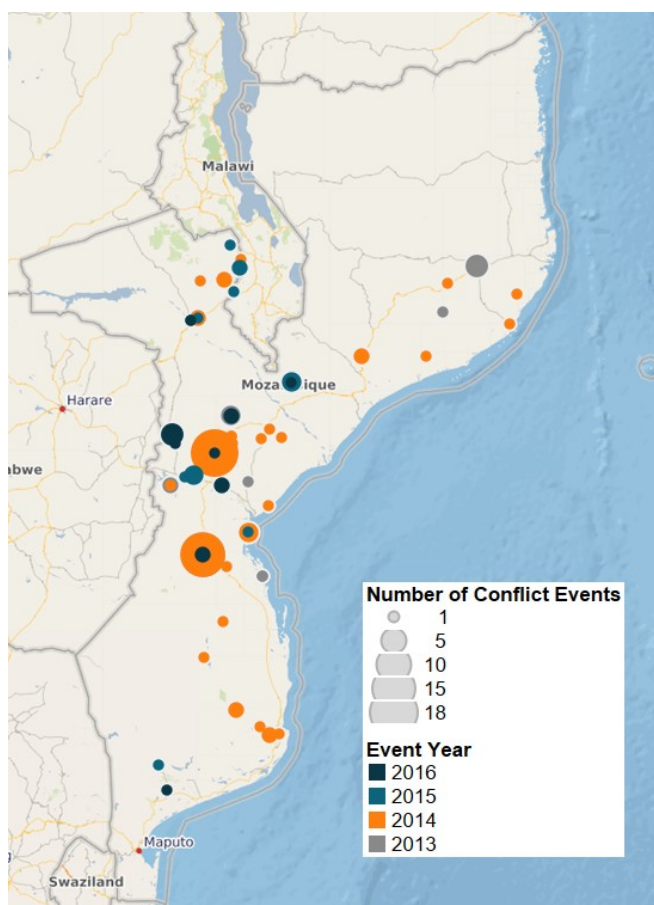 Malawi
Harare
Moza ique
abwe
Number of Conflict Events
1
5
10
15
18
Event Year
2016
2015
2014
2013
Maputo
Swaziland